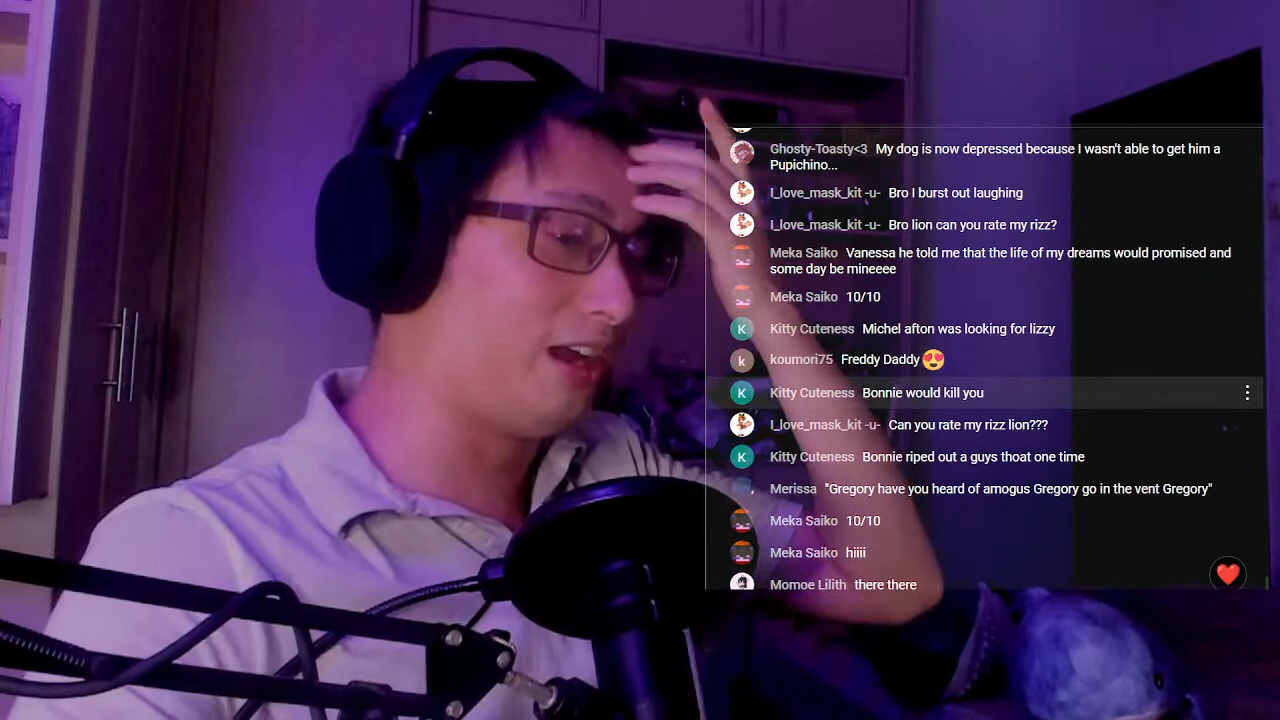 Ghosty-Toasty<3 My dog is now depressed because I wasn't able to get him a
Pupichino...
I_love_mask_kit -u- Bro I burst out laughing
I_love_mask_kit -u- Bro lion can you rate my rizz?
Meka Saiko Vanessa he told me that the life of my dreams would promised and
some day be mineeee
Meka Saiko 10/10
K Kitty Cuteness Michel afton was looking for lizzy
k koumori75 Freddy Daddy😍
K Kitty Cuteness Bonnie would kill you
I_love_mask_kit -u- Can you rate my rizz lion???
K Kitty Cuteness Bonnie riped out a guys thoat one time
Merissa "Gregory have you heard of amogus Gregory go in the vent Gregory"
Meka Saiko 10/10
Meka Saiko hiiii
Momoe Lilith there there